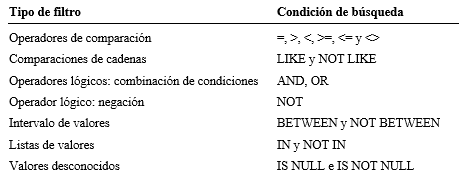 Tipo de filtro Condición de búsqueda
Operadores de comparación =, >, <, >=, <= y <>
Comparaciones de cadenas LIKE y NOT LIKE
Operadores lógicos: combinación de condiciones AND, OR
Operador lógico: negación NOT
Intervalo de valores BETWEEN y NOT BETWEEN
Listas de valores IN y NOT IN
Valores desconocidos IS NULL e IS NOT NULL